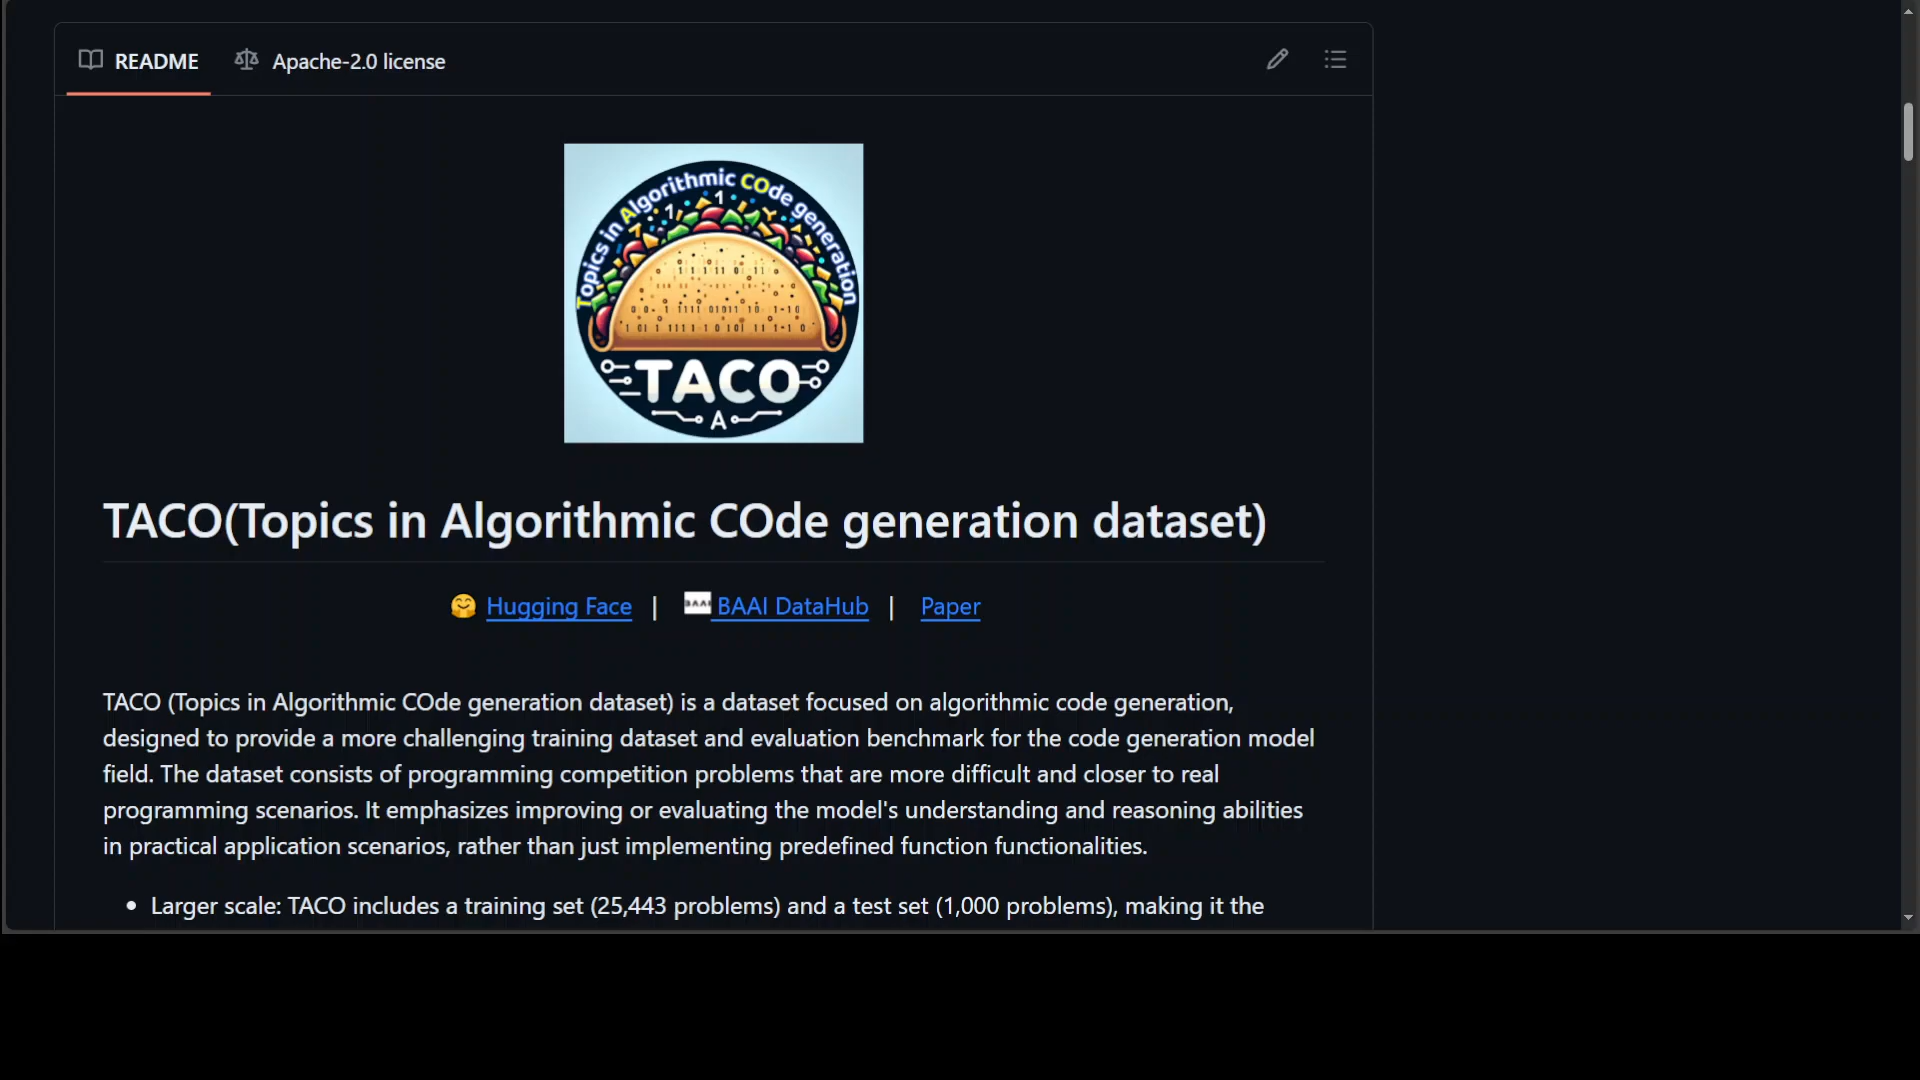 README Apache-2.0 license
Topics in Algorithmic COde generation
TACO
A
TACO(Topics in Algorithmic COde generation dataset)
Hugging Face | BAAI BAAI DataHub | Paper
TACO (Topics in Algorithmic COde generation dataset) is a dataset focused on algorithmic code generation,
designed to provide a more challenging training dataset and evaluation benchmark for the code generation model
field. The dataset consists of programming competition problems that are more difficult and closer to real
programming scenarios. It emphasizes improving or evaluating the model's understanding and reasoning abilities
in practical application scenarios, rather than just implementing predefined function functionalities.
• Larger scale: TACO includes a training set (25,443 problems) and a test set (1,000 problems), making it the